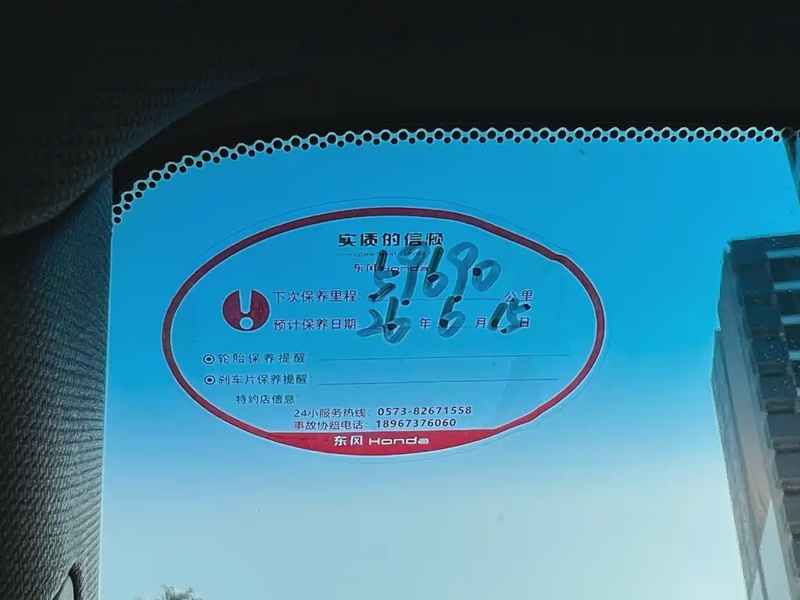 实质的信赖
东风Honda
下次保养里程: 59690 公里
预计保养日期: 26 年 6 月 15 日
轮胎保养提醒:
刹车片保养提醒:
特约店信息:
24小服务热线: 0573-82671558
事故协赔电话: 18967376060
东风 Honda